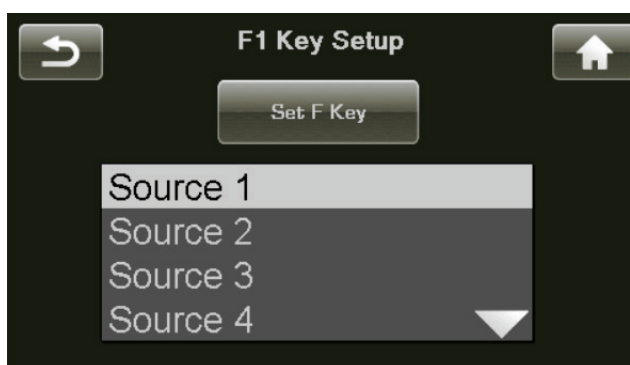 F1 Key Setup
Set F Key
Source 1
Source 2
Source 3
Source 4